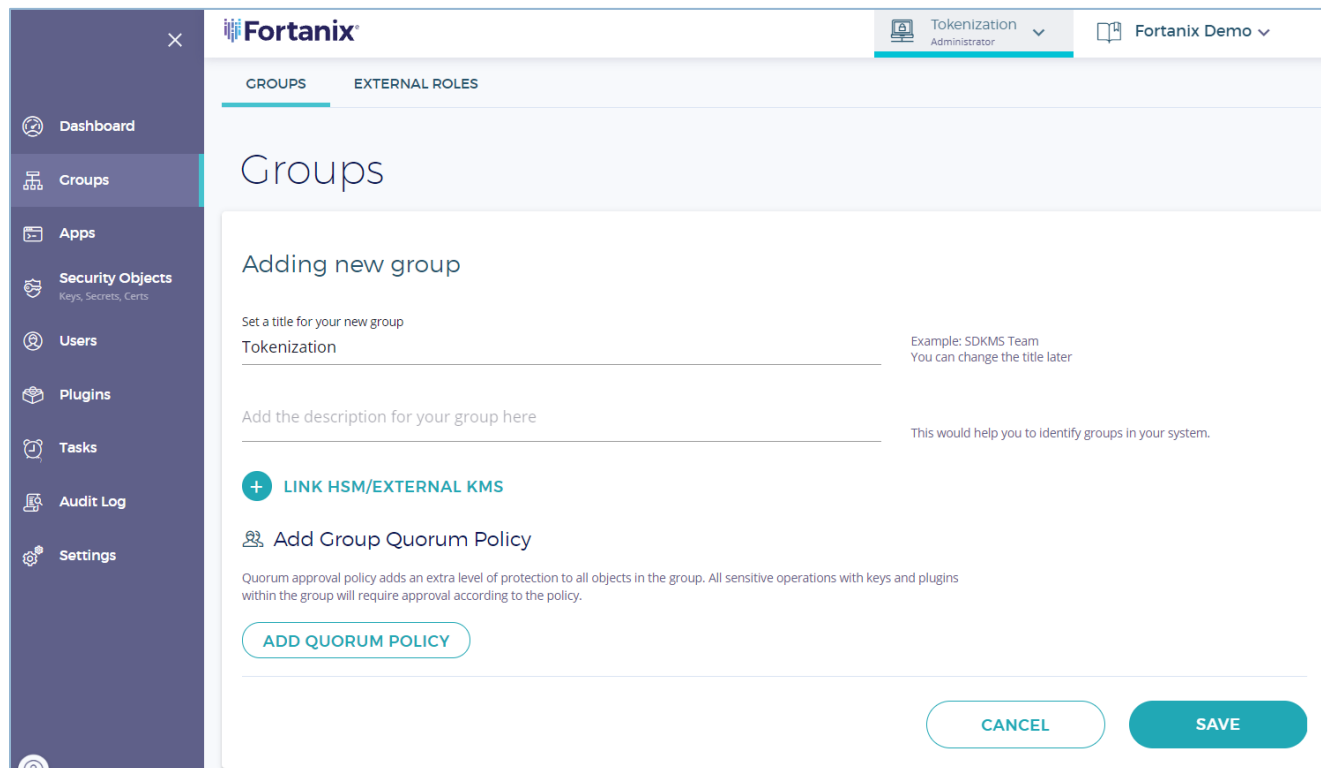 Fortanix®
Tokenization
Administrator
Fortanix Demo
GROUPS
EXTERNAL ROLES
Dashboard
Groups
Apps
Security Objects
Keys, Secrets, Certs
Users
Plugins
Tasks
Audit Log
Settings
Groups
Adding new group
Set a title for your new group
Tokenization
Example: SDKMS Team
You can change the title later
Add the description for your group here
This would help you to identify groups in your system.
LINK HSM/EXTERNAL KMS
Add Group Quorum Policy
Quorum approval policy adds an extra level of protection to all objects in the group. All sensitive operations with keys and plugins
within the group will require approval according to the policy.
ADD QUORUM POLICY
CANCEL
SAVE